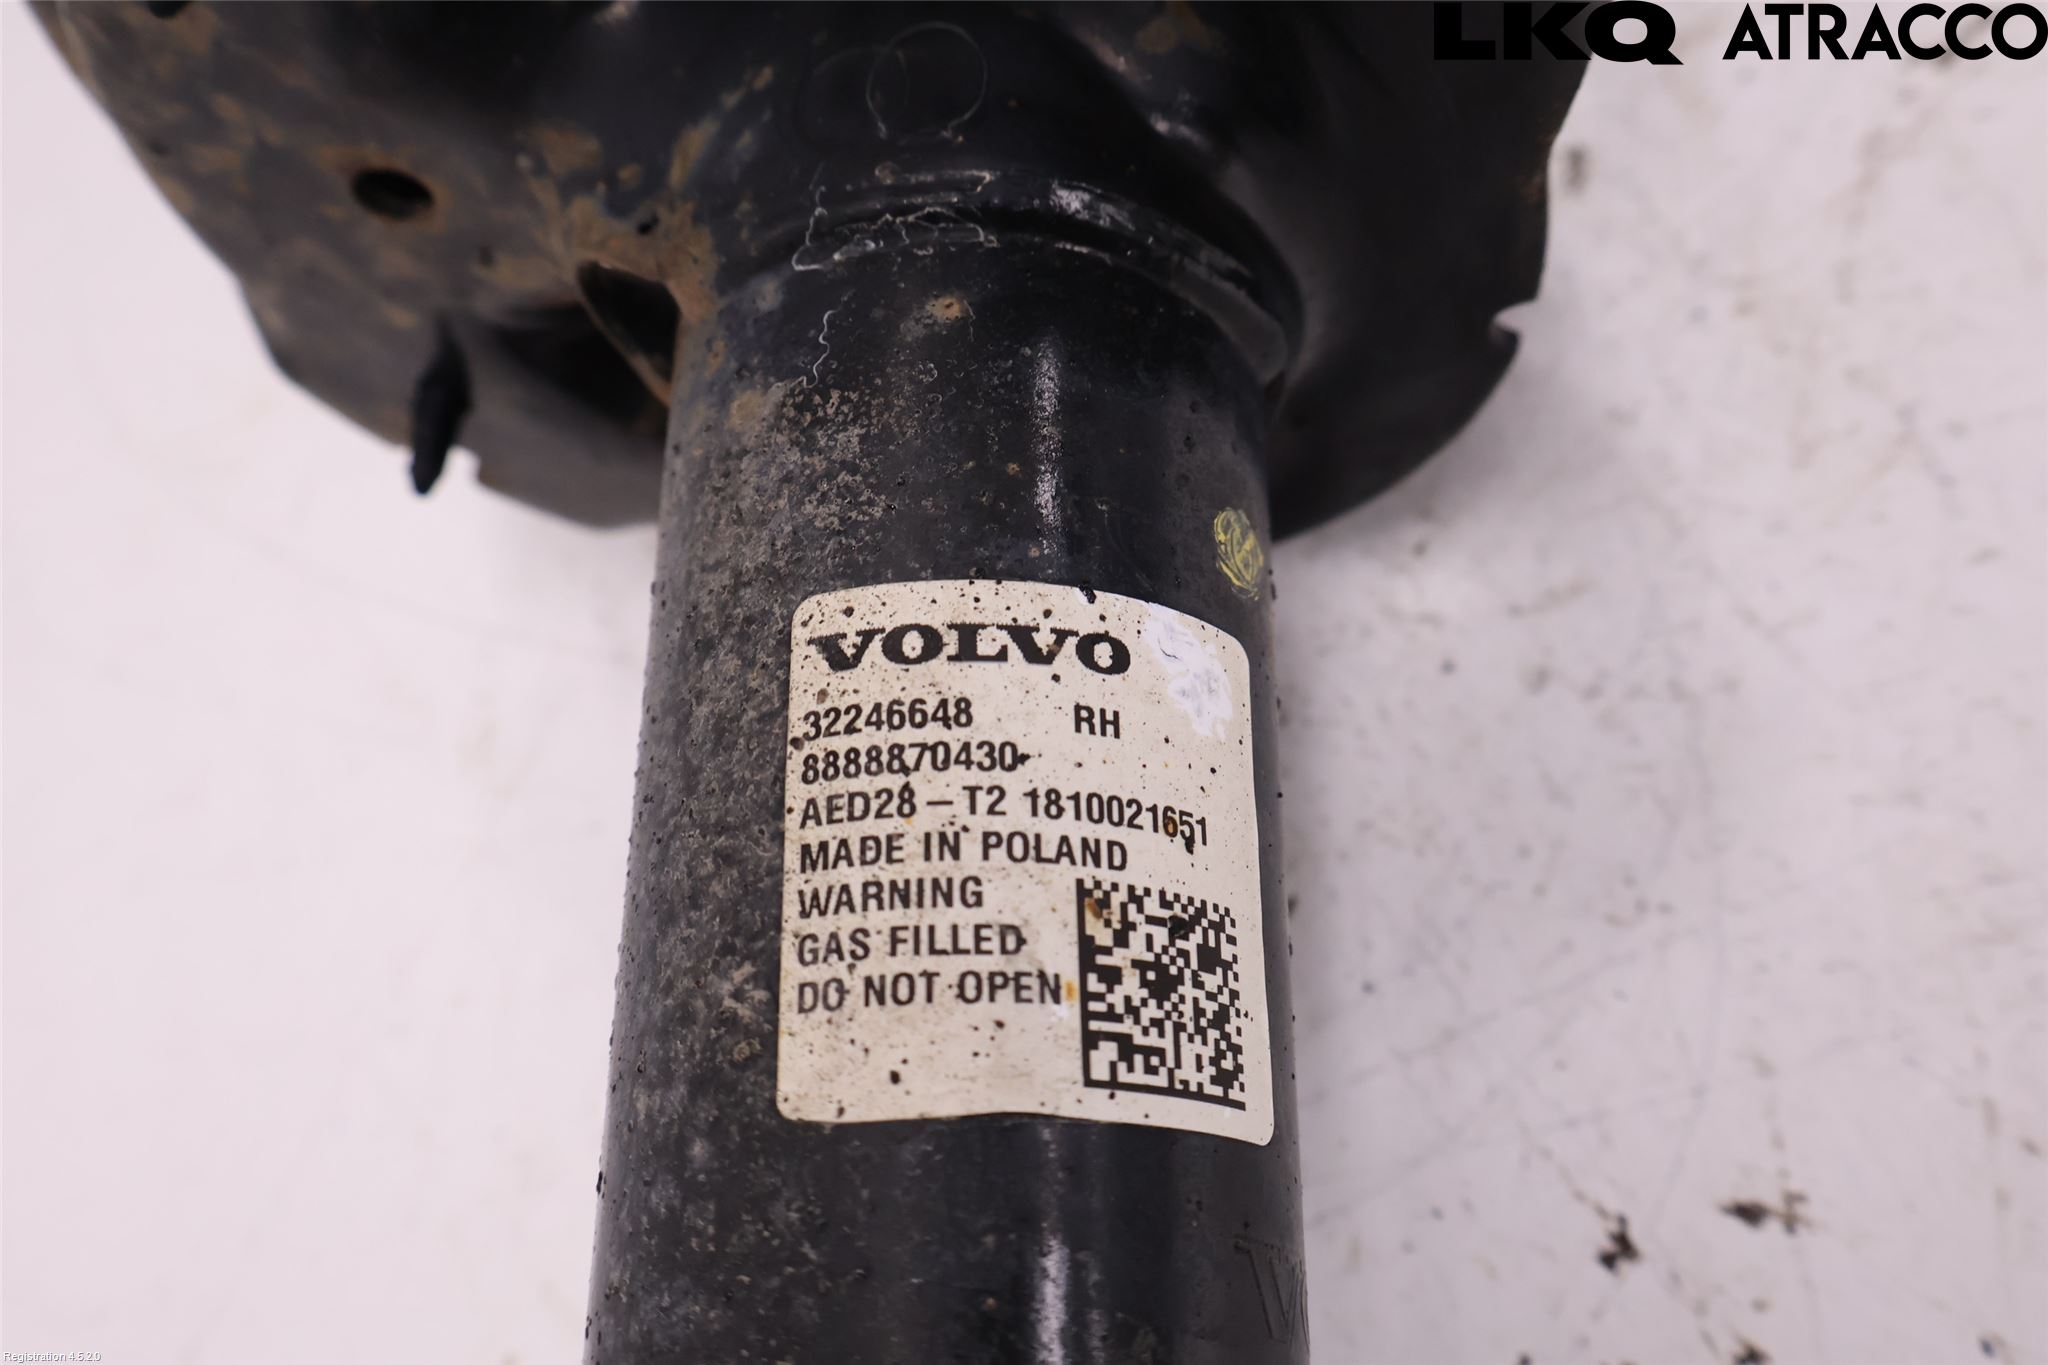 LKQ ATRACCO
VOLVO
32246648 RH
8888870430
AED28-T2 1810021651
MADE IN POLAND
WARNING
GAS FILLED
DO NOT OPEN
Registration 4.5.2.0